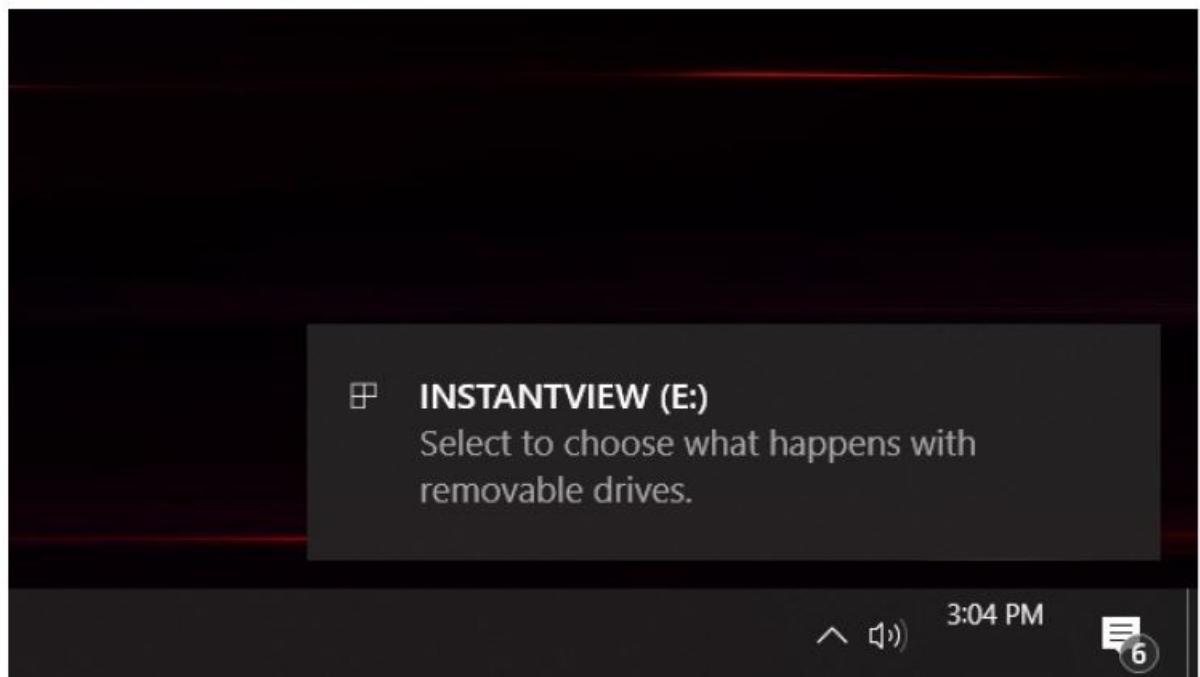 INSTANTVIEW (E:)
Select to choose what happens with
removable drives.
3:04 PM
6